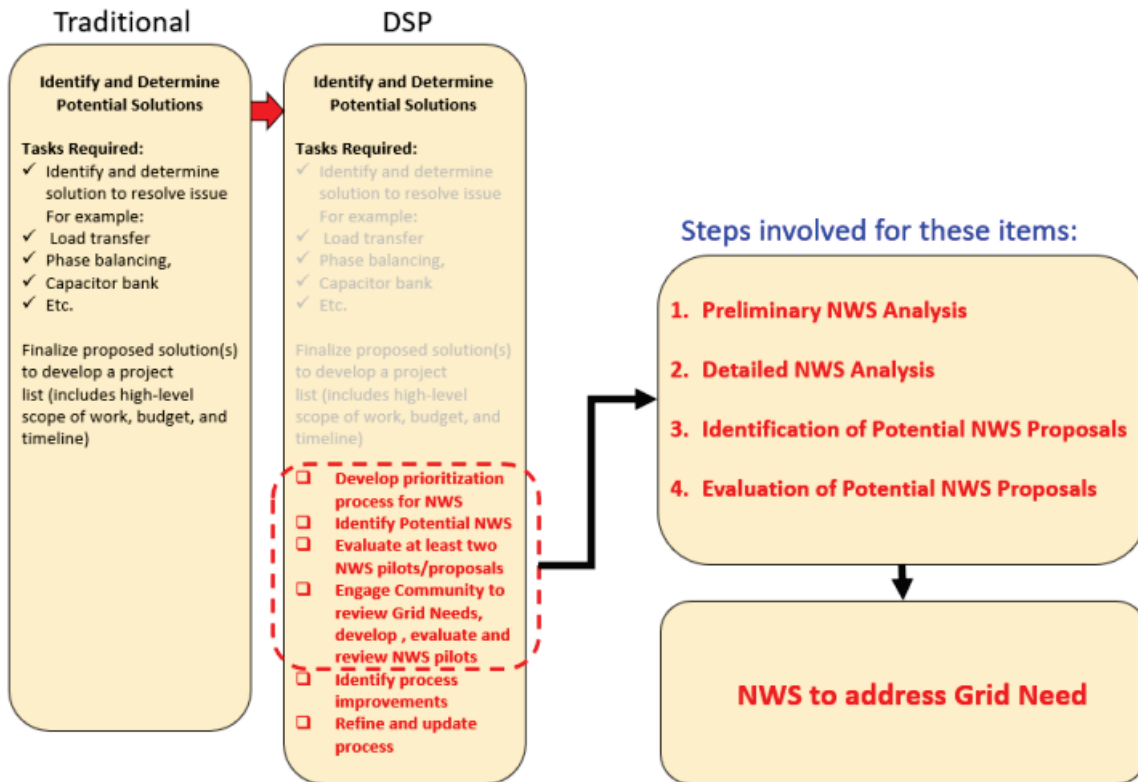 Traditional
Identify and Determine
Potential Solutions
Tasks Required:
✓ Identify and determine
solution to resolve issue
For example:
✓ Load transfer
✓ Phase balancing,
✓ Capacitor bank
✓ Etc.
Finalize proposed solution(s)
to develop a project
list (includes high-level
scope of work, budget, and
timeline)
DSP
Identify and Determine
Potential Solutions
Tasks Required:
✓ Identify and determine
solution to resolve issue
For example:
✓ Load transfer
✓ Phase balancing,
✓ Capacitor bank
✓ Etc.
Finalize proposed solution(s)
to develop a project
list (includes high-level
scope of work, budget, and
timeline)
❑ Develop prioritization
process for NWS
❑ Identify Potential NWS
❑ Evaluate at least two
NWS pilots/proposals
❑ Engage Community to
review Grid Needs,
develop , evaluate and
review NWS pilots
❑ Identify process
improvements
❑ Refine and update
process
Steps involved for these items:
1. Preliminary NWS Analysis
2. Detailed NWS Analysis
3. Identification of Potential NWS Proposals
4. Evaluation of Potential NWS Proposals
NWS to address Grid Need